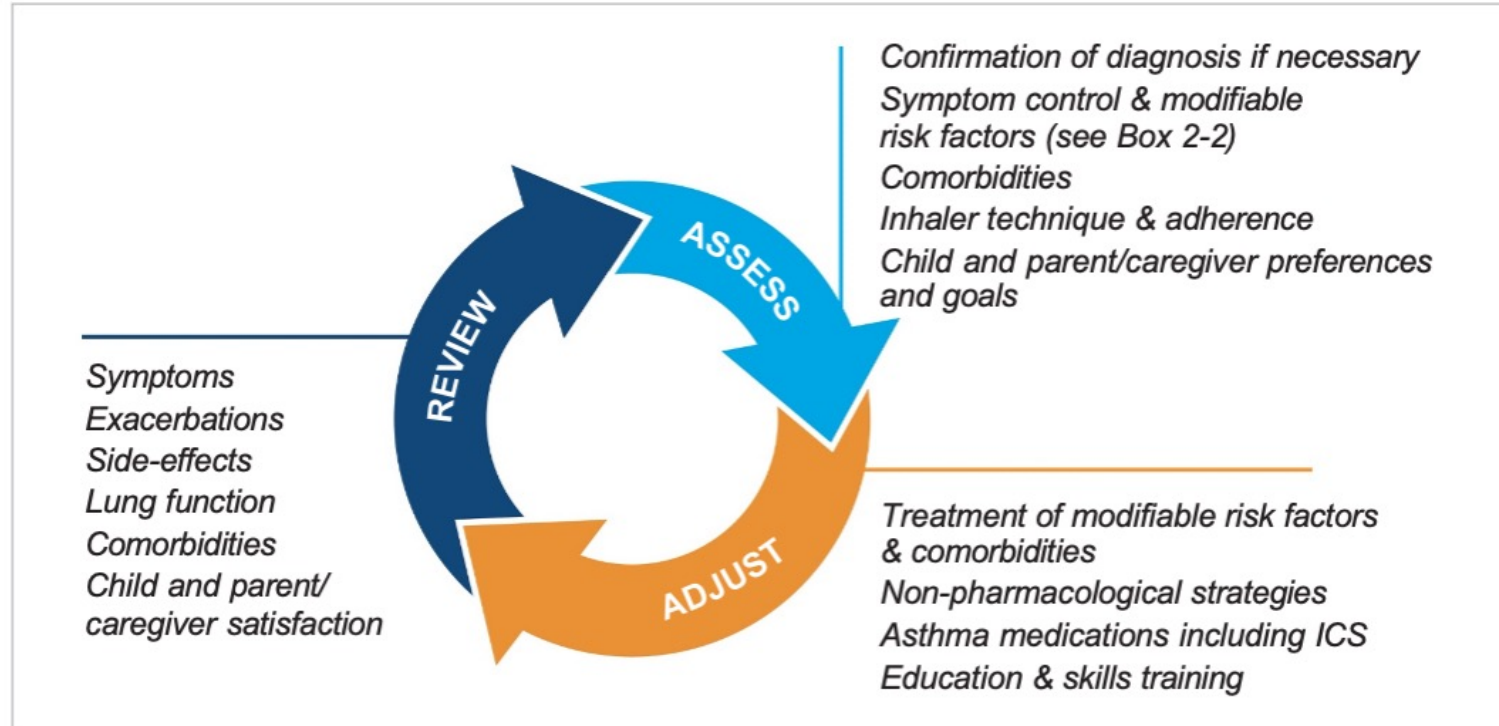 Confirmation of diagnosis if necessary
Symptom control & modifiable
risk factors (see Box 2-2)
Comorbidities
Inhaler technique & adherence
Child and parent/caregiver preferences
and goals
ASSESS
REVIEW
Symptoms
Exacerbations
Side-effects
Lung function
Comorbidities
Child and parent/
caregiver satisfaction
ADJUST
Treatment of modifiable risk factors
& comorbidities
Non-pharmacological strategies
Asthma medications including ICS
Education & skills training